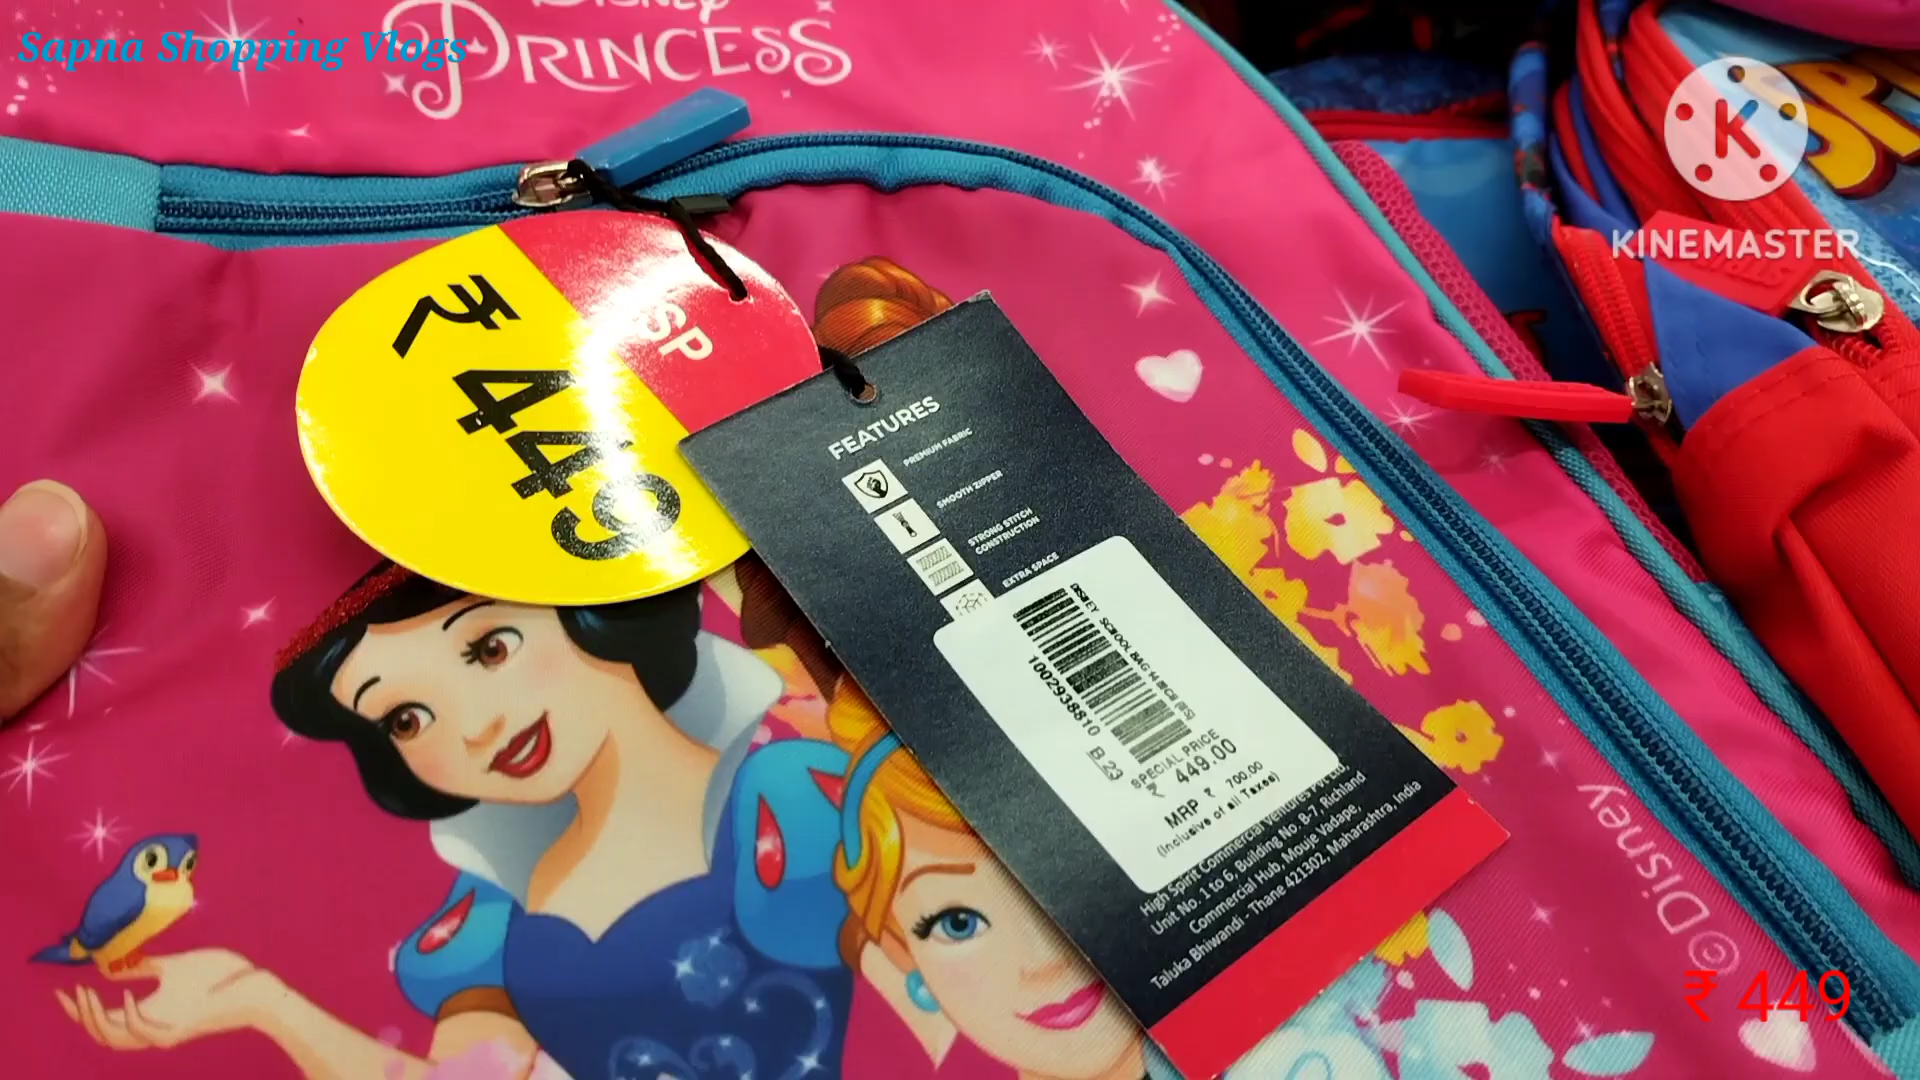 Sapna Shopping Vlogs
DISNEY
PRINCESS
KINEMASTER
SP
₹ 449
FEATURES
PREMIUM FABRIC
SMOOTH ZIPPER
STRONG STITCH
CONSTRUCTION
EXTRA SPACE
1002938810 B.23
SPECIAL PRICE
₹ 449.00
MRP ₹ 700.00
(Inclusive of all Taxes)
High Spirit Commercial Ventures Pvt Ltd,
Unit No. 1 to 6, Building No. B-7, Richland
Commercial Hub, Mouje Vadape,
Taluka Bhiwandi - Thane 421302, Maharashtra, India
©Disney
₹ 449